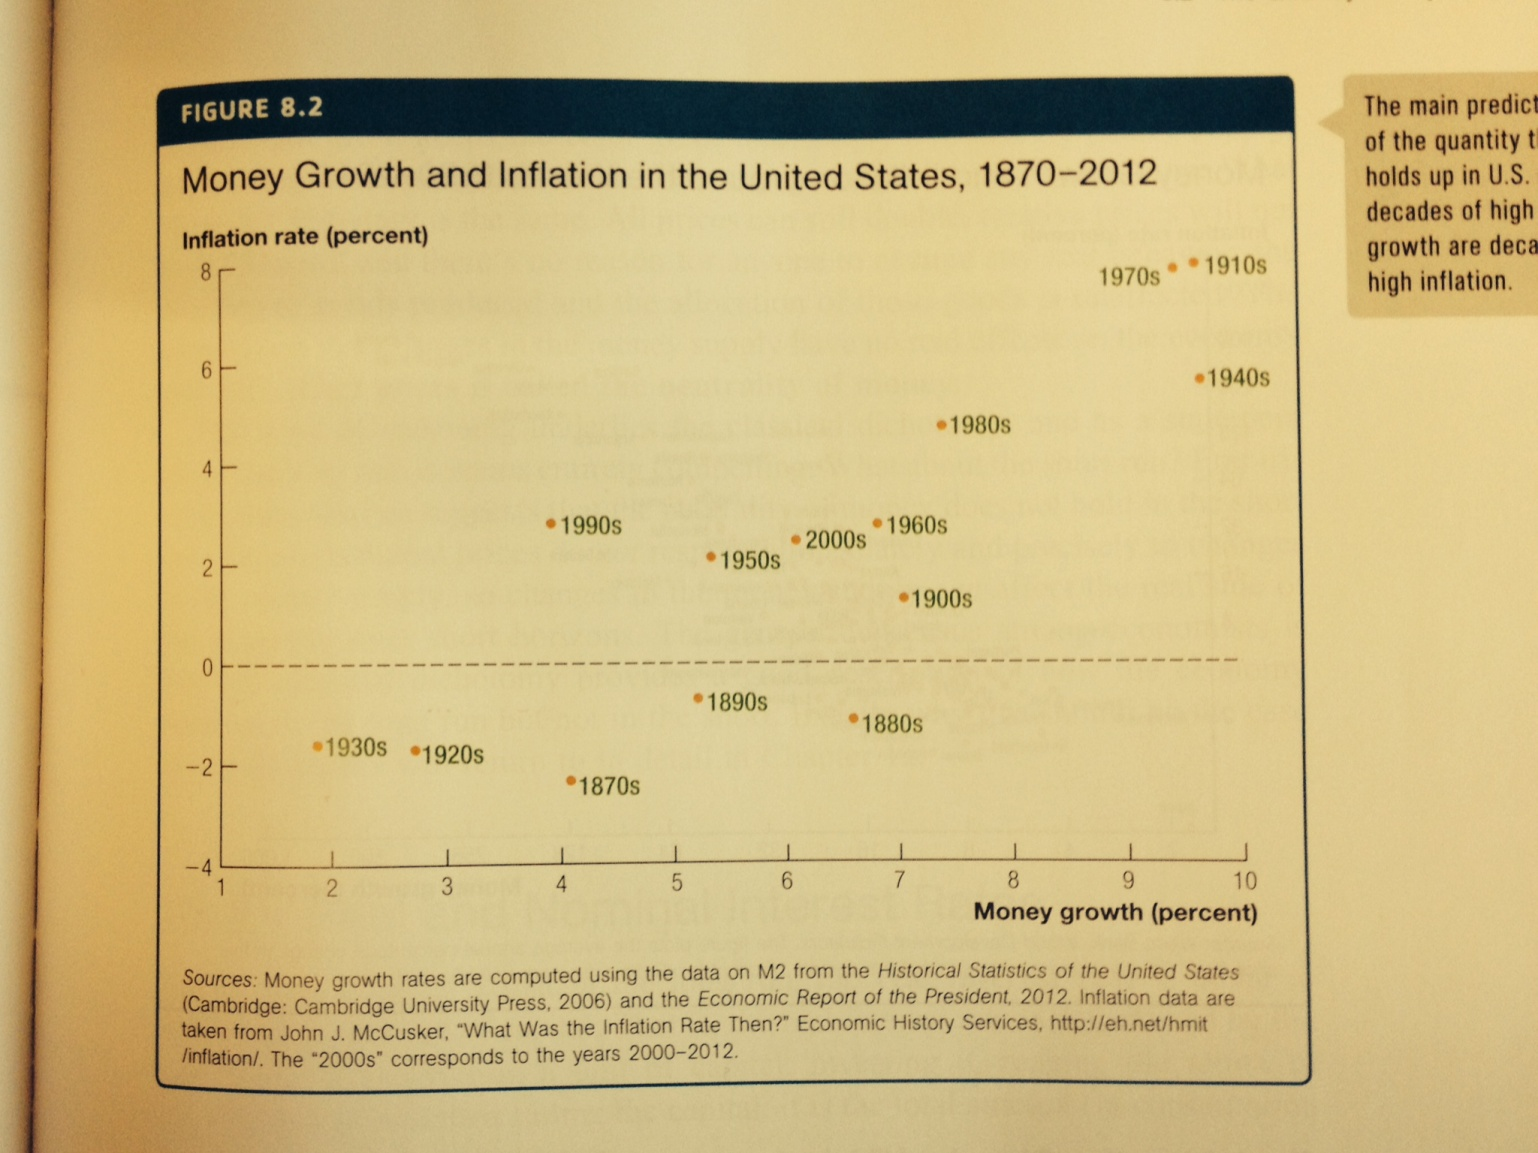 FIGURE 8.2
Money Growth and Inflation in the United States, 1870–2012
Inflation rate (percent)
8
1970s
1910s
6
1940s
1980s
4
1990s
1960s
2000s
1950s
2
1900s
0
1890s
1880s
1930s
1920s
–2
1870s
–4
1 2 3 4 5 6 7 8 9 10
Money growth (percent)
Sources: Money growth rates are computed using the data on M2 from the Historical Statistics of the United States
(Cambridge: Cambridge University Press, 2006) and the Economic Report of the President, 2012. Inflation data are
taken from John J. McCusker, “What Was the Inflation Rate Then?” Economic History Services, http://eh.net/hmit
/inflation/. The “2000s” corresponds to the years 2000–2012.
The main
of the quantity
holds up in U.S.
decades of high
growth are
high inflation.